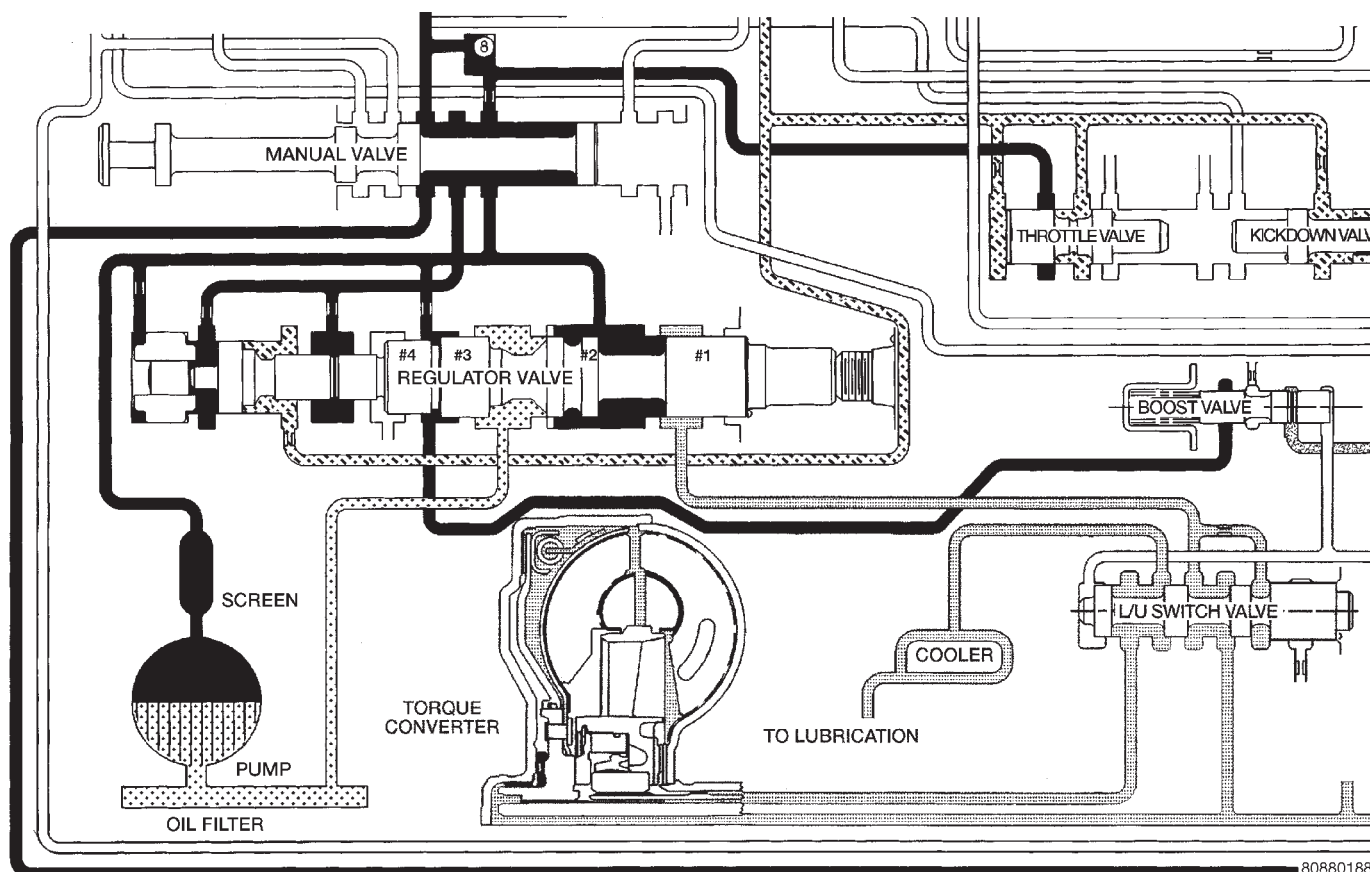 8
MANUAL VALVE
THROTTLE VALVE
KICKDOWN VALV
#4
#3
#2
#1
REGULATOR VALVE
BOOST VALVE
SCREEN
L/U SWITCH VALVE
COOLER
TORQUE
CONVERTER
TO LUBRICATION
PUMP
OIL FILTER
80880188